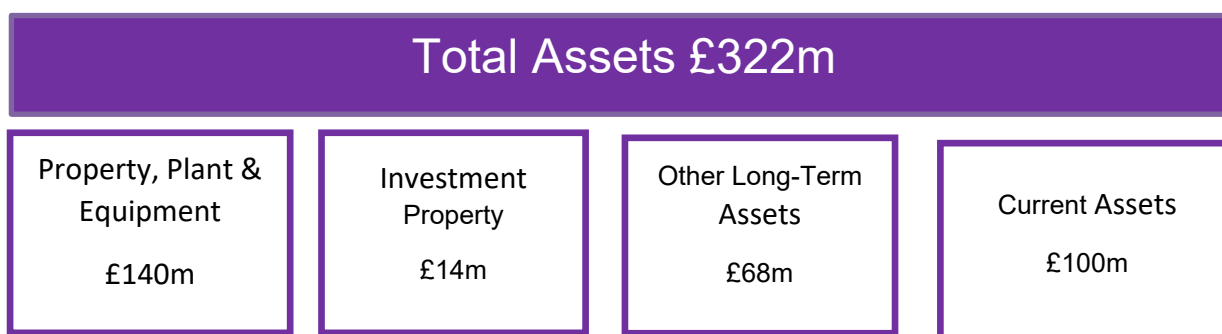 Total Assets £322m
Property, Plant &
Equipment
£140m
Investment
Property
£14m
Other Long-Term
Assets
£68m
Current Assets
£100m